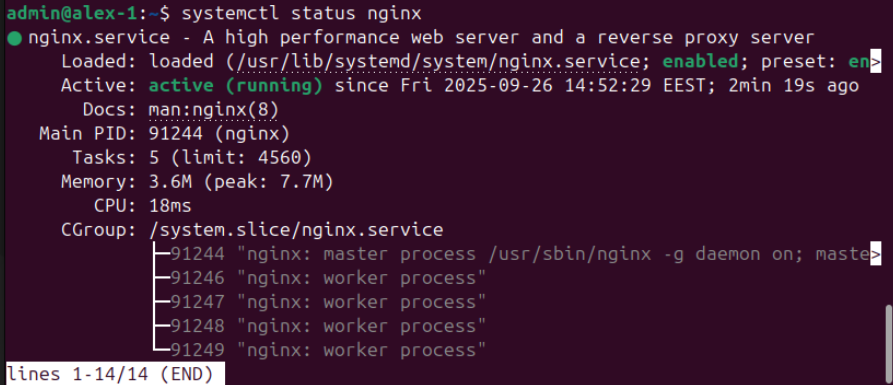 admin@alex-1:~$ systemctl status nginx
● nginx.service - A high performance web server and a reverse proxy server
     Loaded: loaded (/usr/lib/systemd/system/nginx.service; enabled; preset: en>
     Active: active (running) since Fri 2025-09-26 14:52:29 EEST; 2min 19s ago
       Docs: man:nginx(8)
   Main PID: 91244 (nginx)
      Tasks: 5 (limit: 4560)
     Memory: 3.6M (peak: 7.7M)
        CPU: 18ms
     CGroup: /system.slice/nginx.service
             ├─91244 "nginx: master process /usr/sbin/nginx -g daemon on; maste>
             ├─91246 "nginx: worker process"
             ├─91247 "nginx: worker process"
             ├─91248 "nginx: worker process"
             └─91249 "nginx: worker process"
lines 1-14/14 (END)